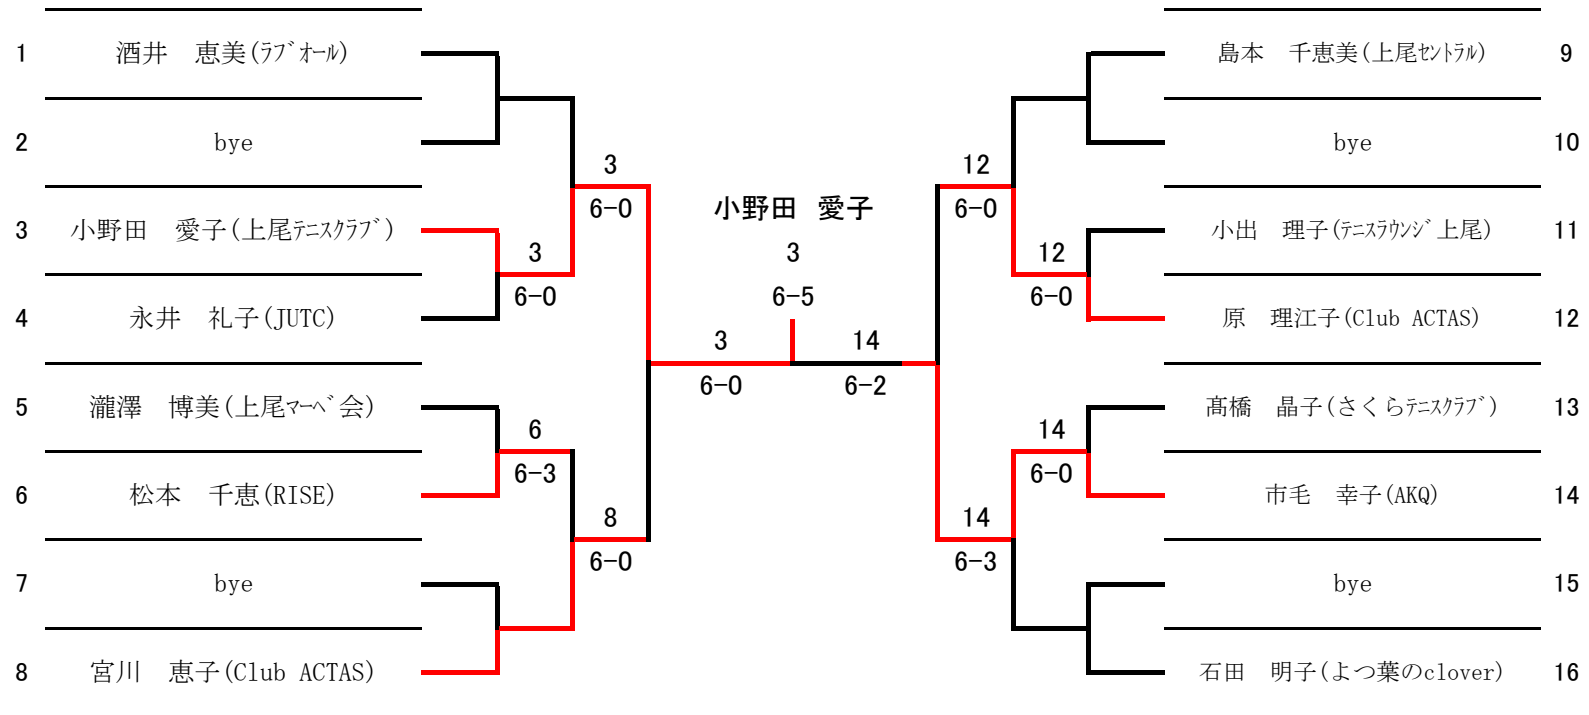 1 酒井　恵美(ﾗﾌﾞｵｰﾙ)
2 bye
3 小野田　愛子(上尾ﾃﾆｽｸﾗﾌﾞ)
4 永井　礼子(JUTC)
5 瀧澤　博美(上尾ﾏｰﾍﾞ会)
6 松本　千恵(RISE)
7 bye
8 宮川　恵子(Club ACTAS)
3
6-0
6
6-3
3
6-0
8
6-0
3
6-0
小野田　愛子
3
6-5
14
6-2
12
6-0
14
6-3
12
6-0
14
6-0
島本　千恵美(上尾ｾﾝﾄﾗﾙ) 9
bye 10
小出　理子(ﾃﾆｽﾗｳﾝｼﾞ上尾) 11
原　理江子(Club ACTAS) 12
髙橋　晶子(さくらﾃﾆｽｸﾗﾌﾞ) 13
市毛　幸子(AKQ) 14
bye 15
石田　明子(よつ葉のclover) 16